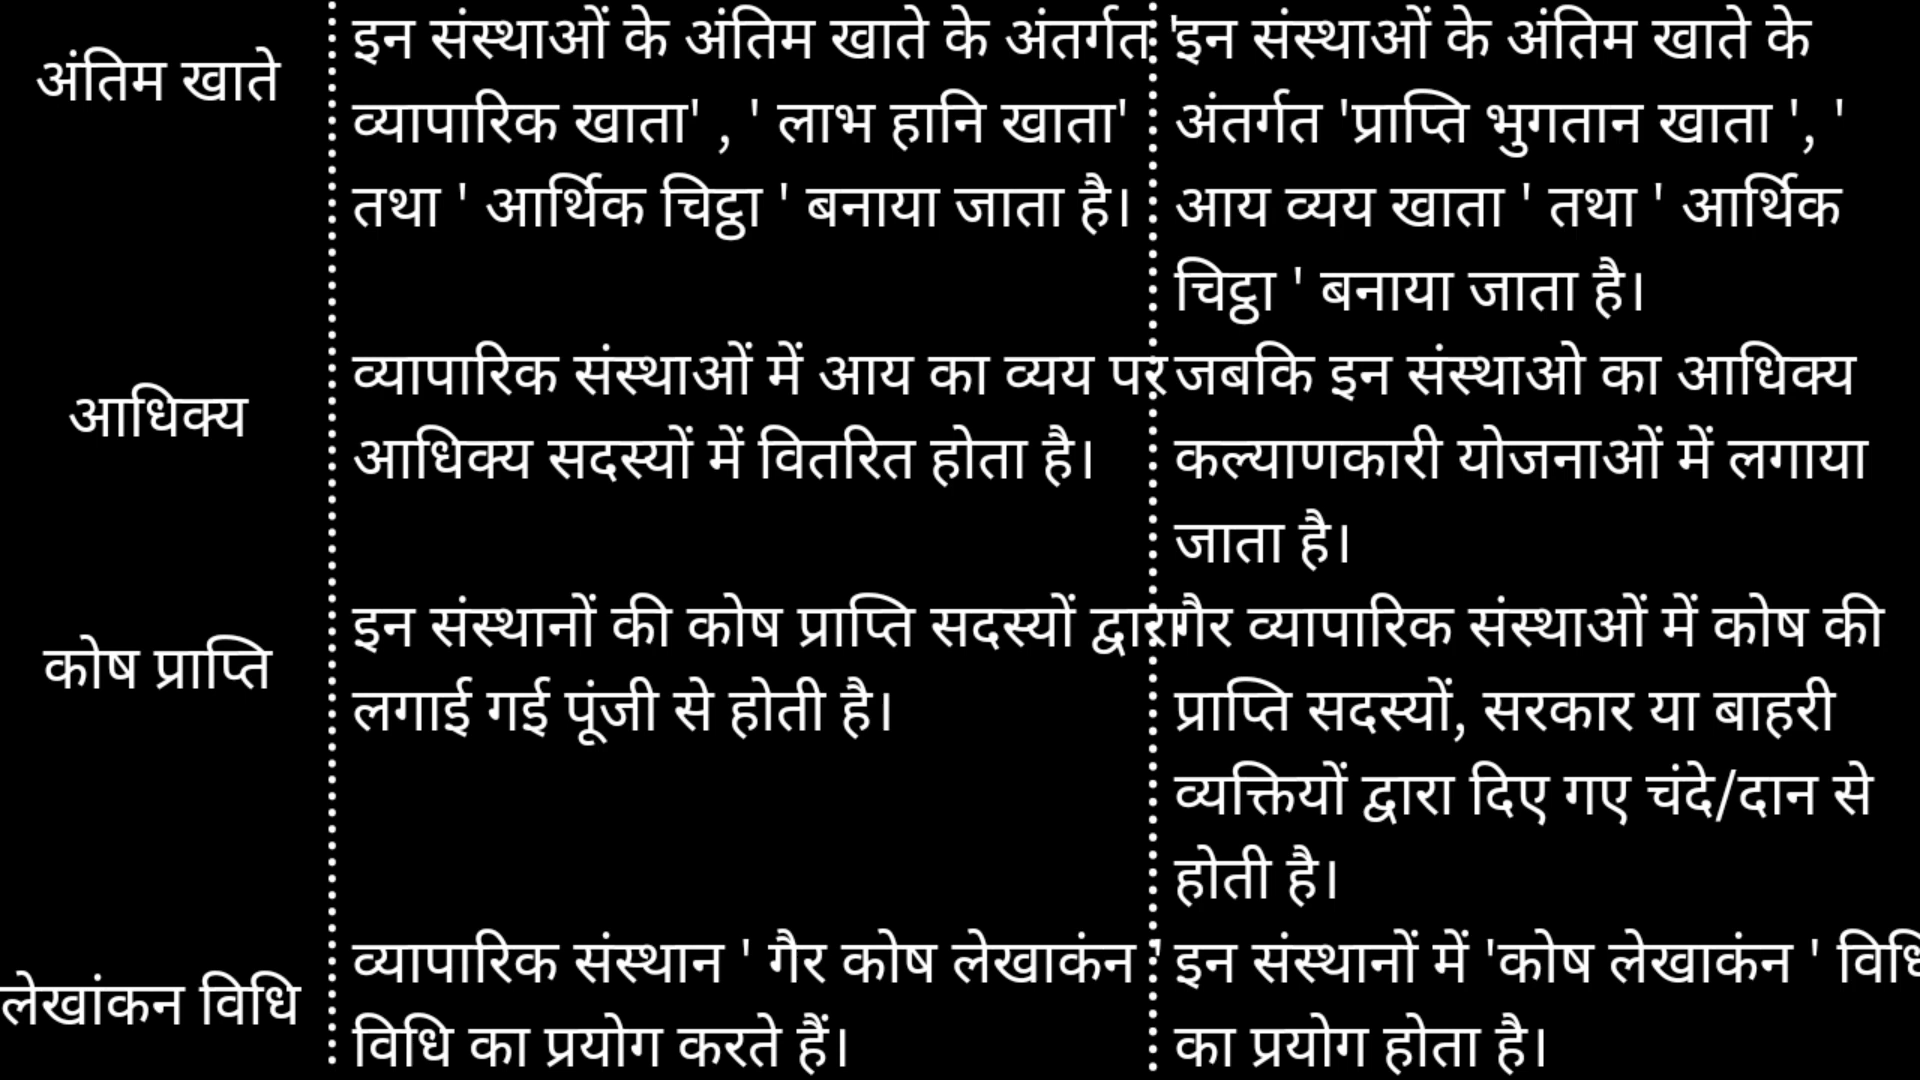 अंतिम खाते
इन संस्थाओं के अंतिम खाते के अंतर्गत '
व्यापारिक खाता' , ' लाभ हानि खाता'
तथा ' आर्थिक चिट्ठा ' बनाया जाता है।
इन संस्थाओं के अंतिम खाते के
अंतर्गत 'प्राप्ति भुगतान खाता ', '
आय व्यय खाता ' तथा ' आर्थिक
चिट्ठा ' बनाया जाता है।
आधिक्य
व्यापारिक संस्थाओं में आय का व्यय पर
आधिक्य सदस्यों में वितरित होता है।
जबकि इन संस्थाओ का आधिक्य
कल्याणकारी योजनाओं में लगाया
जाता है।
कोष प्राप्ति
इन संस्थानों की कोष प्राप्ति सदस्यों द्वारा
लगाई गई पूंजी से होती है।
गैर व्यापारिक संस्थाओं में कोष की
प्राप्ति सदस्यों, सरकार या बाहरी
व्यक्तियों द्वारा दिए गए चंदे/दान से
होती है।
लेखांकन विधि
व्यापारिक संस्थान ' गैर कोष लेखाकंन '
विधि का प्रयोग करते हैं।
इन संस्थानों में 'कोष लेखाकंन ' विधि
का प्रयोग होता है।